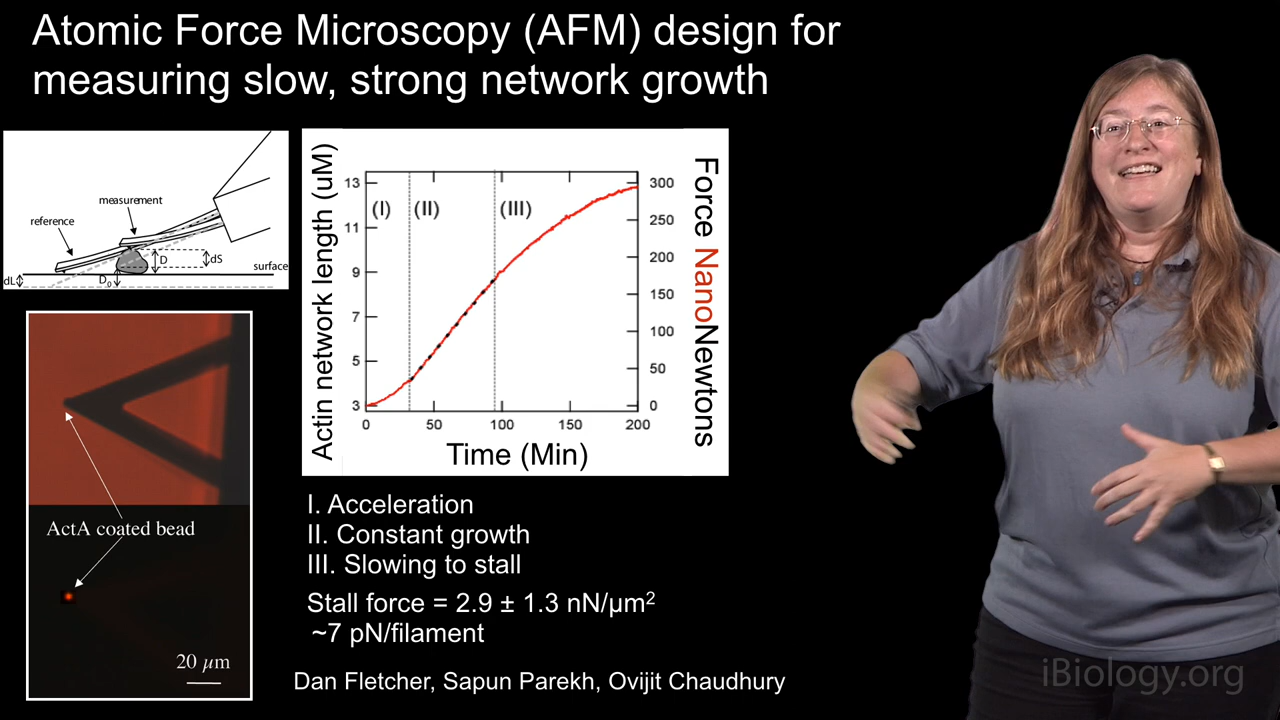 Atomic Force Microscopy (AFM) design for
measuring slow, strong network growth
measurement
reference
D
dS
surface
dL
D₀
ActA coated bead
20 µm
Actin network length (uM)
13
11
9
7
5
3
(I)
(II)
(III)
300
250
200
150
100
50
0
Force NanoNewtons
0
50
100
150
200
Time (Min)
I. Acceleration
II. Constant growth
III. Slowing to stall
Stall force = 2.9 ± 1.3 nN/µm²
~7 pN/filament
Dan Fletcher, Sapun Parekh, Ovijit Chaudhury
iBiology.org